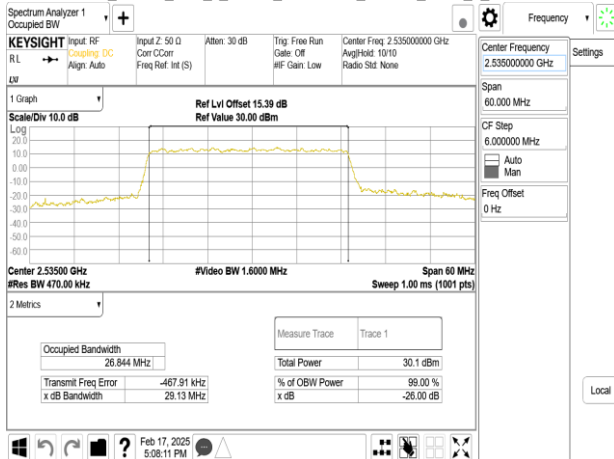 Spectrum Analyzer 1
Occupied BW
+
Frequency
KEYSIGHT
RL
LXI
Input: RF
Coupling: DC
Align: Auto
Input Z: 50 Ω
Corr CCorr
Freq Ref: Int (S)
Atten: 30 dB
Trig: Free Run
Gate: Off
#IF Gain: Low
Center Freq: 2.535000000 GHz
Avg|Hold: 10/10
Radio Std: None
Center Frequency
2.535000000 GHz
Settings
Span
60.000 MHz
CF Step
6.000000 MHz
Auto
Man
Freq Offset
0 Hz
Local
1 Graph
Scale/Div 10.0 dB
Ref Lvl Offset 15.39 dB
Ref Value 30.00 dBm
Log
20.0
10.0
0.00
-10.0
-20.0
-30.0
-40.0
-50.0
-60.0
Center 2.53500 GHz
#Res BW 470.00 kHz
#Video BW 1.6000 MHz
Span 60 MHz
Sweep 1.00 ms (1001 pts)
2 Metrics
Measure Trace Trace 1
Occupied Bandwidth
26.844 MHz
Total Power 30.1 dBm
Transmit Freq Error -467.91 kHz
% of OBW Power 99.00 %
x dB Bandwidth 29.13 MHz
x dB -26.00 dB
?
Feb 17, 2025
5:08:11 PM